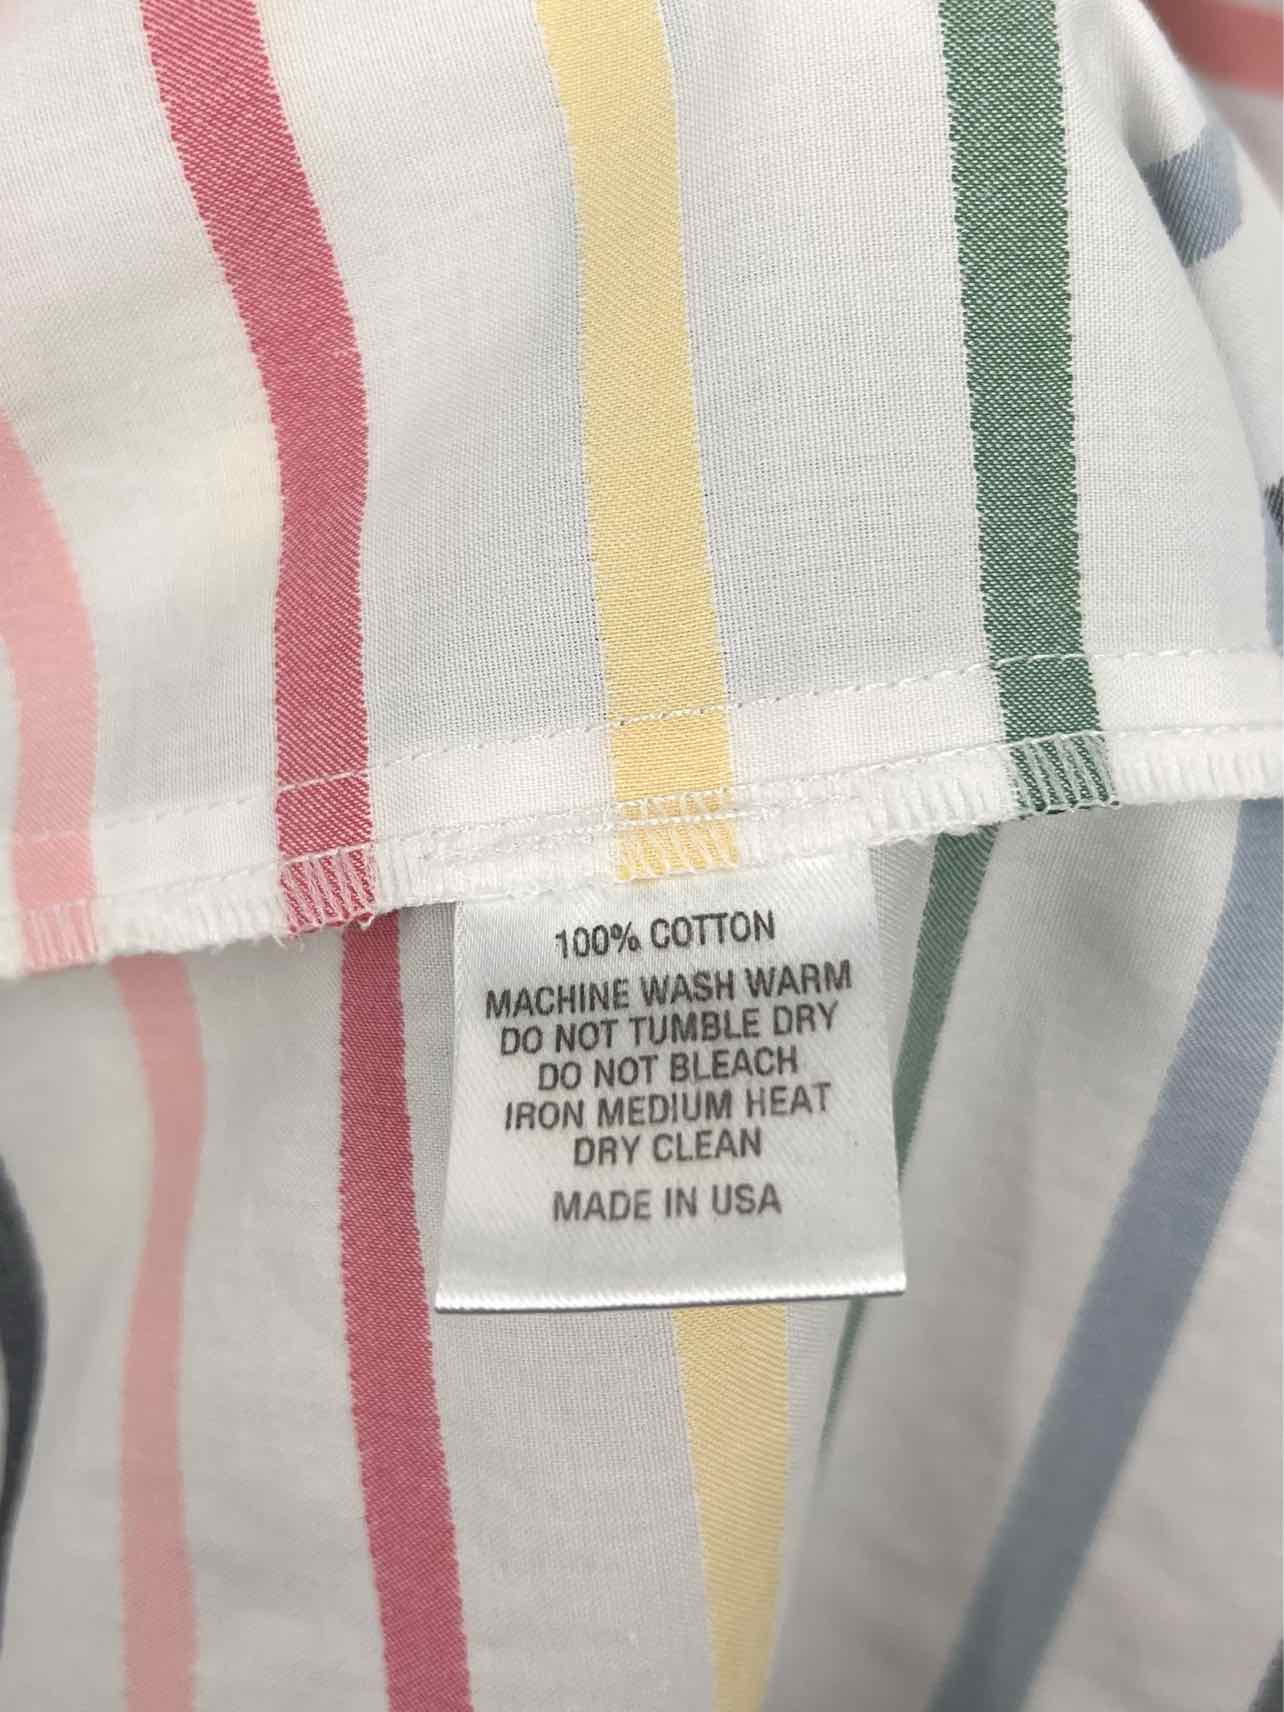 100% COTTON
MACHINE WASH WARM
DO NOT TUMBLE DRY
DO NOT BLEACH
IRON MEDIUM HEAT
DRY CLEAN
MADE IN USA